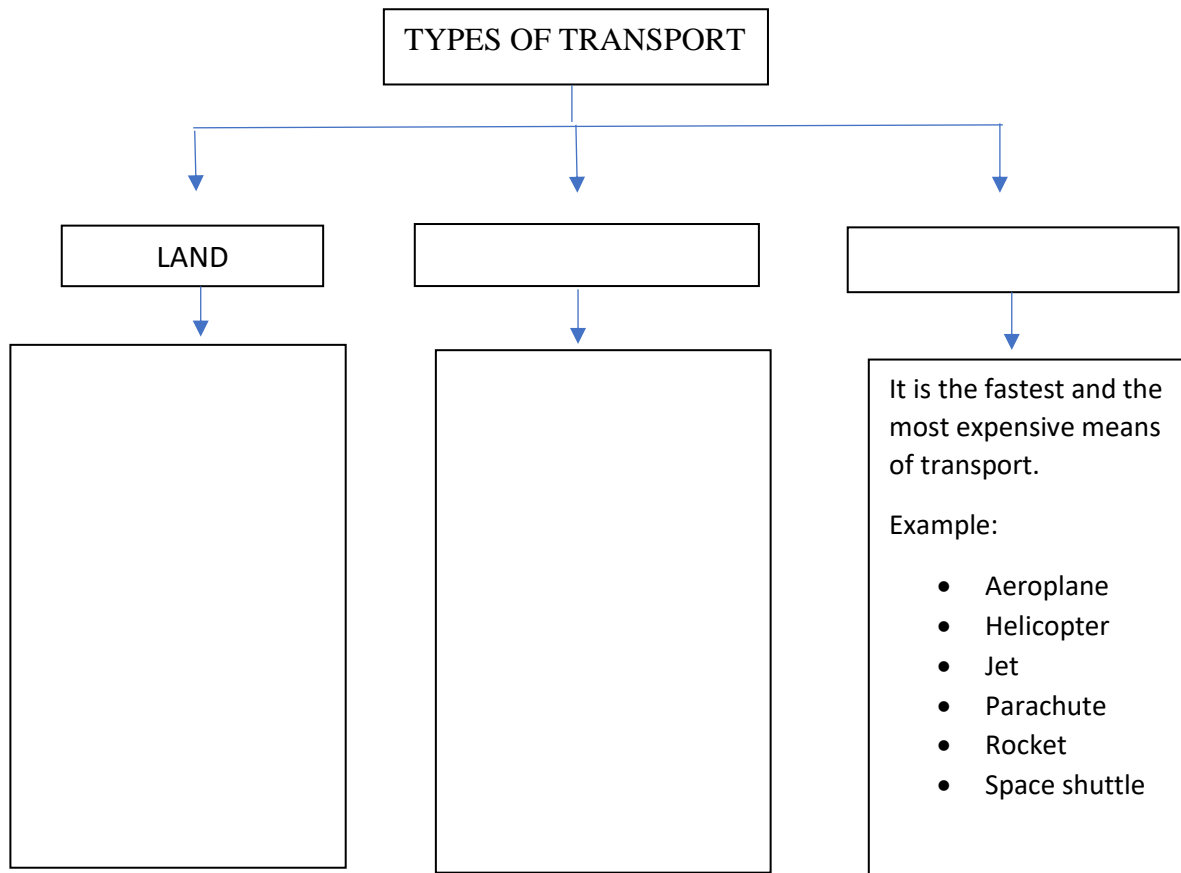 TYPES OF TRANSPORT
LAND
It is the fastest and the
most expensive means
of transport.
Example:
• Aeroplane
• Helicopter
• Jet
• Parachute
• Rocket
• Space shuttle